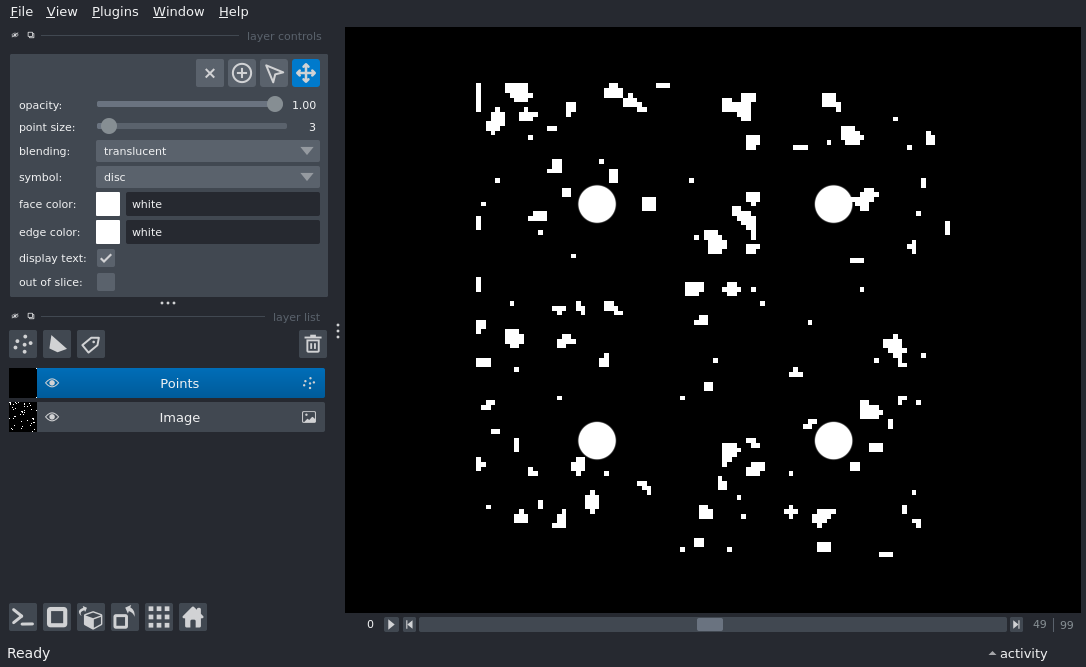 File View Plugins Window Help
layer controls
opacity: 1.00
point size: 3
blending: translucent
symbol: disc
face color: white
edge color: white
display text:
out of slice:
layer list
Points
Image
0 49 | 99
Ready activity